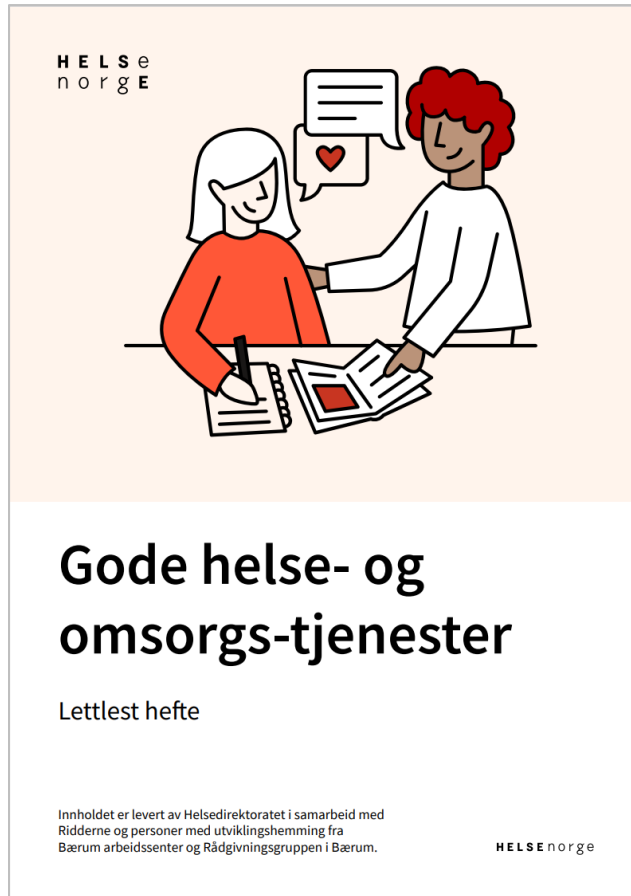 HELSe
norgE
Gode helse- og
omsorgs-tjenester
Lettlest hefte
Innholdet er levert av Helsedirektoratet i samarbeid med
Ridderne og personer med utviklingshemming fra
Bærum arbeidssenter og Rådgivningsgruppen i Bærum.
HELSEnorge